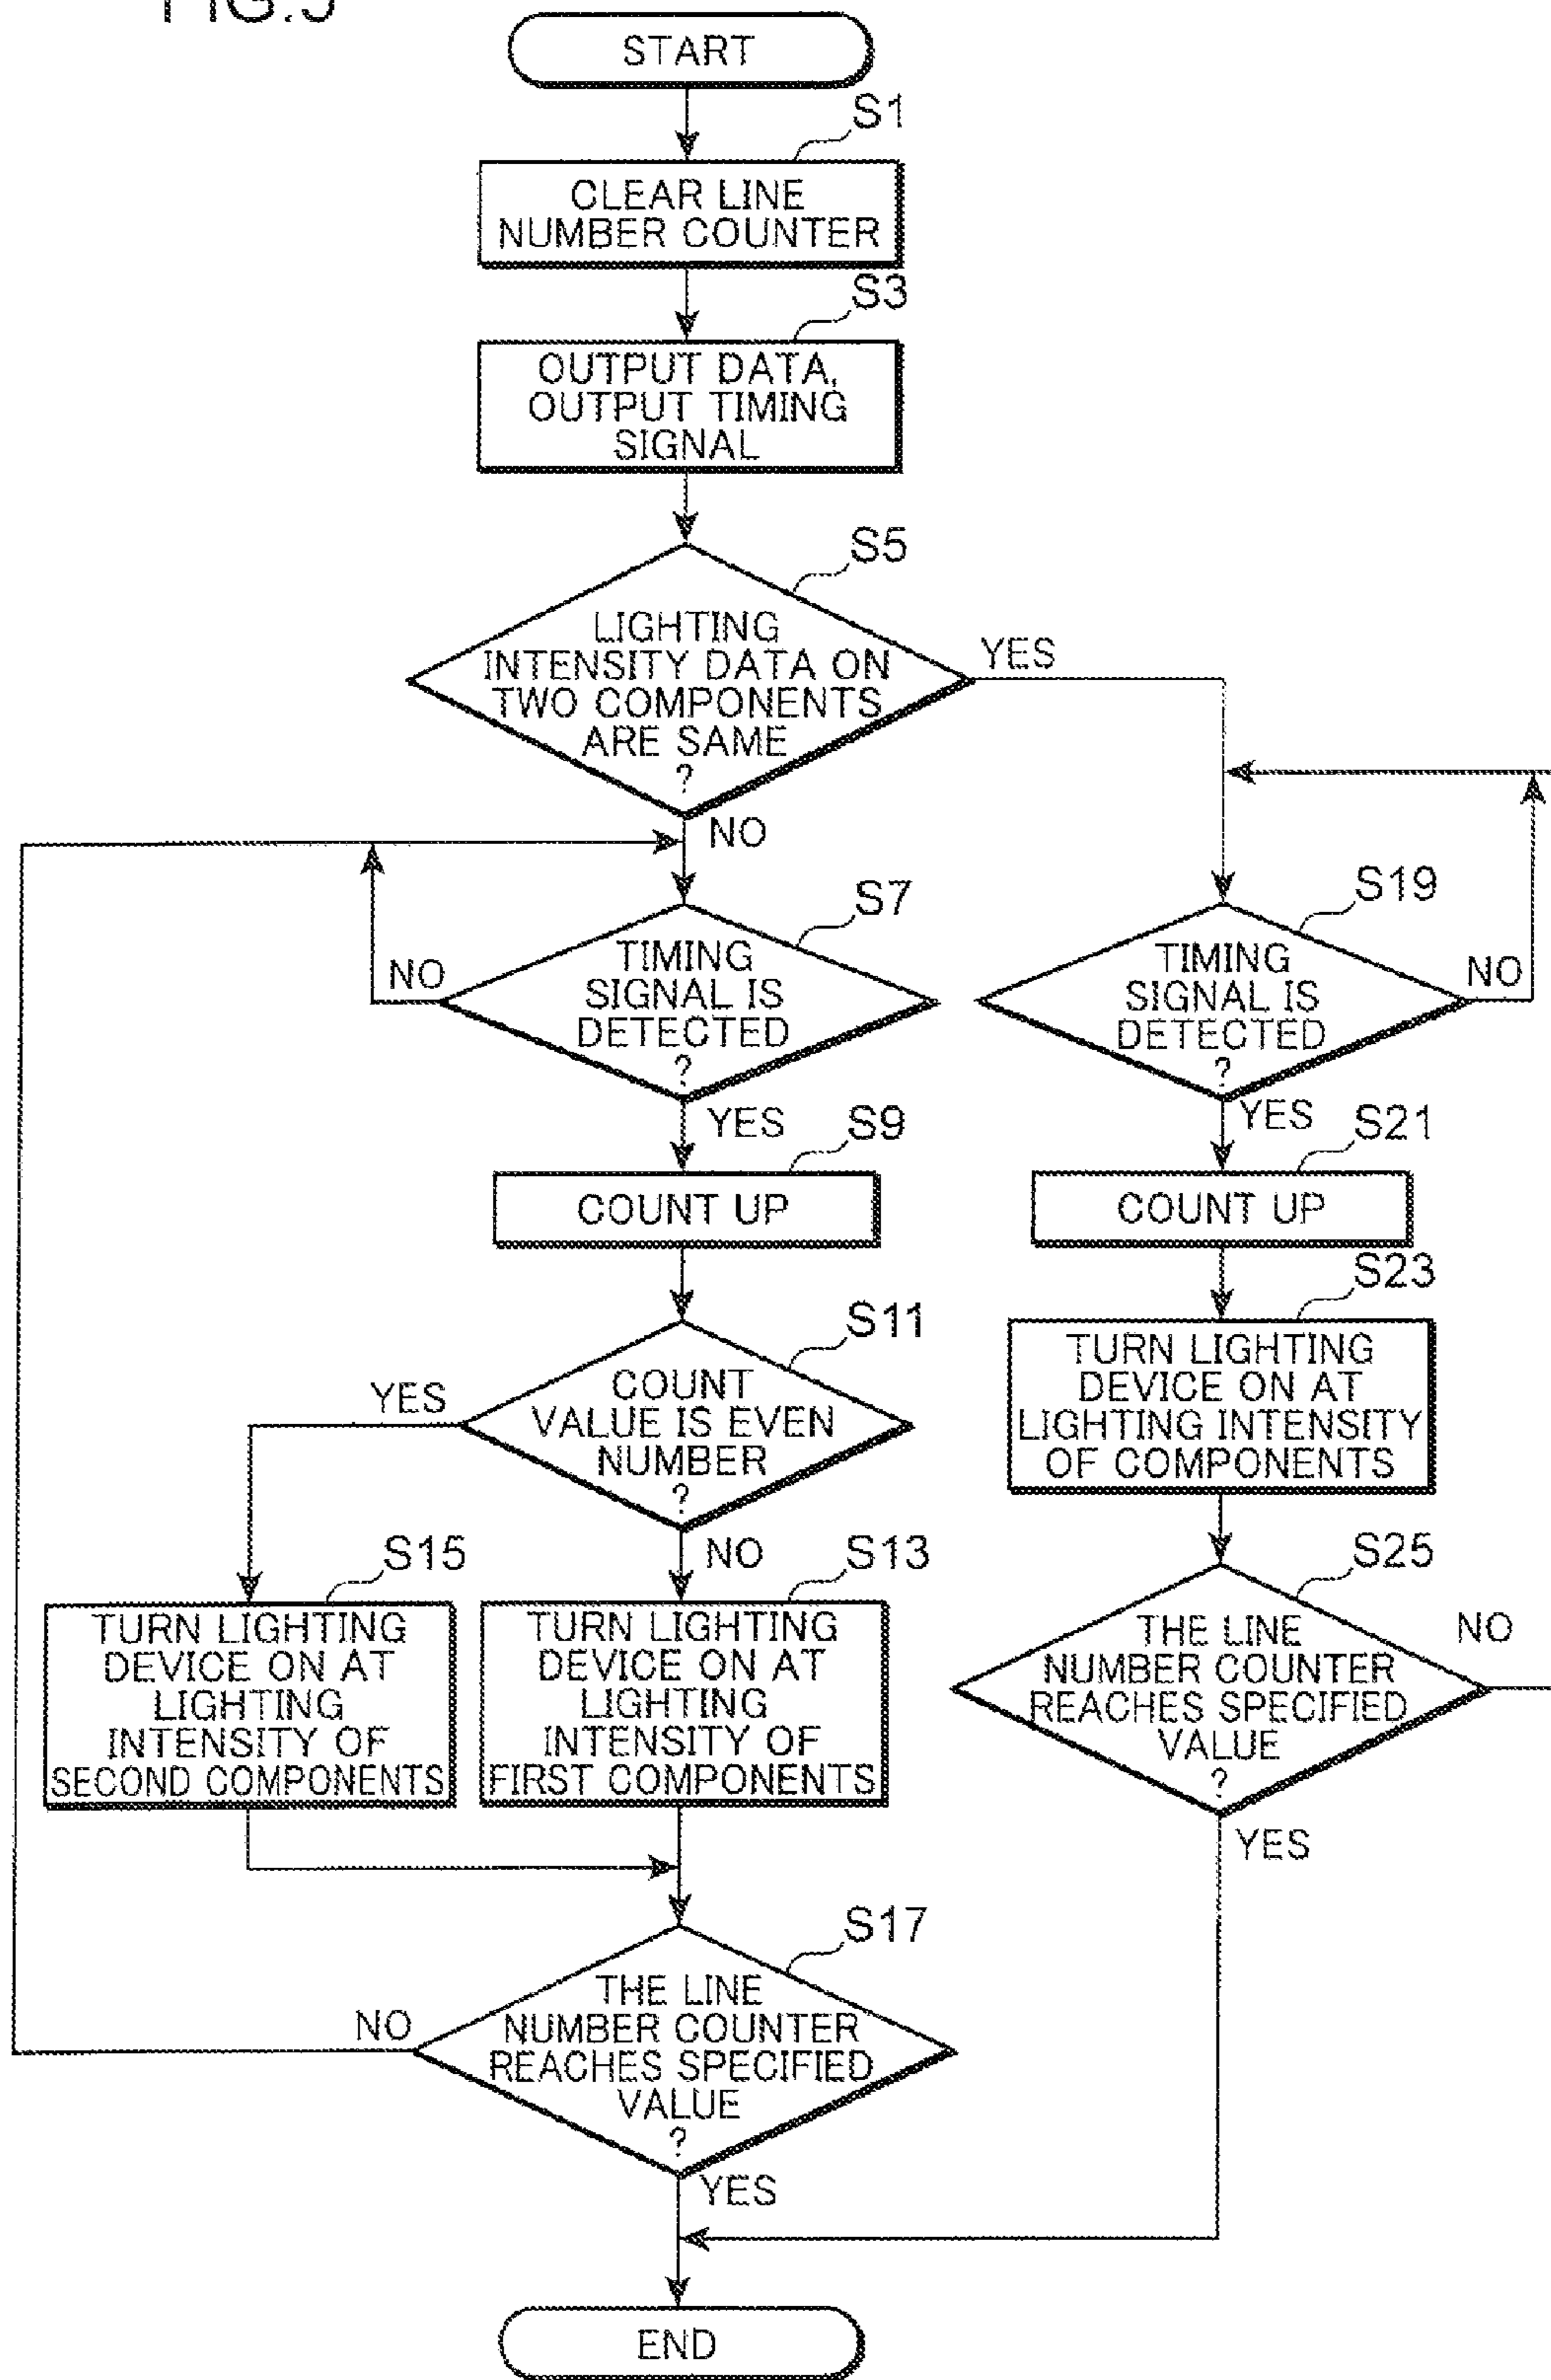 FIG.5
START
S1
CLEAR LINE
NUMBER COUNTER
S3
OUTPUT DATA,
OUTPUT TIMING
SIGNAL
S5
LIGHTING
INTENSITY DATA ON
TWO COMPONENTS
ARE SAME
?
YES
NO
S7
TIMING
SIGNAL IS
DETECTED
?
NO
YES
S9
COUNT UP
S11
COUNT
VALUE IS EVEN
NUMBER
?
YES
NO
S15
TURN LIGHTING
DEVICE ON AT
LIGHTING
INTENSITY OF
SECOND COMPONENTS
S13
TURN LIGHTING
DEVICE ON AT
LIGHTING
INTENSITY OF
FIRST COMPONENTS
S17
THE LINE
NUMBER COUNTER
REACHES SPECIFIED
VALUE
?
NO
YES
S19
TIMING
SIGNAL IS
DETECTED
?
NO
YES
S21
COUNT UP
S23
TURN LIGHTING
DEVICE ON AT
LIGHTING INTENSITY
OF COMPONENTS
S25
THE LINE
NUMBER COUNTER
REACHES SPECIFIED
VALUE
?
NO
YES
END